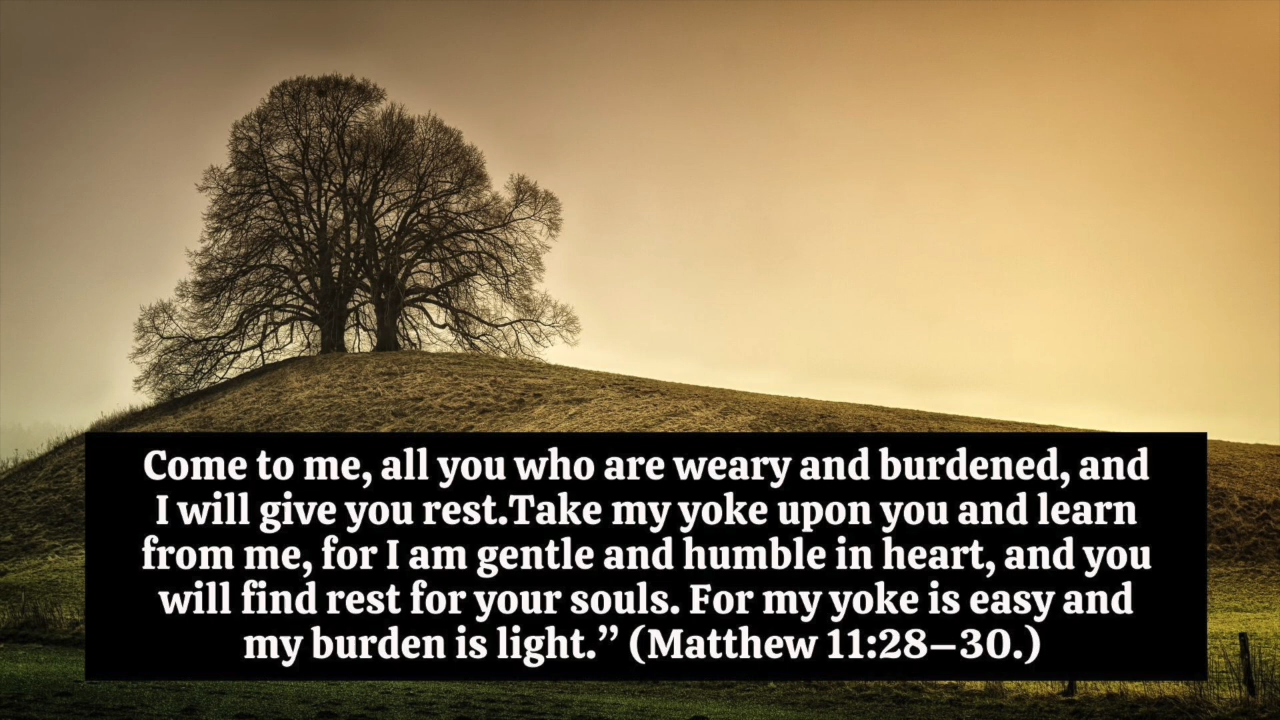 Come to me, all you who are weary and burdened, and
I will give you rest.Take my yoke upon you and learn
from me, for I am gentle and humble in heart, and you
will find rest for your souls. For my yoke is easy and
my burden is light.” (Matthew 11:28–30.)